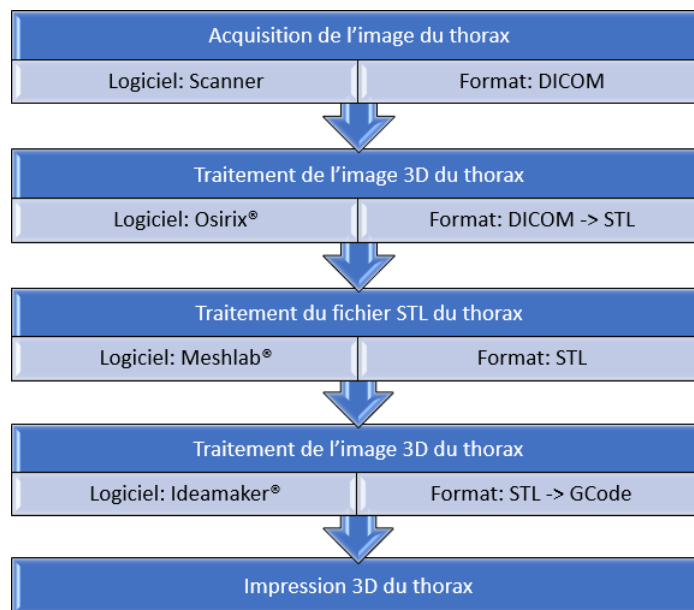 Acquisition de l'image du thorax
Logiciel: Scanner Format: DICOM
Traitement de l'image 3D du thorax
Logiciel: Osirix® Format: DICOM -> STL
Traitement du fichier STL du thorax
Logiciel: Meshlab® Format: STL
Traitement de l'image 3D du thorax
Logiciel: Ideamaker® Format: STL -> GCode
Impression 3D du thorax